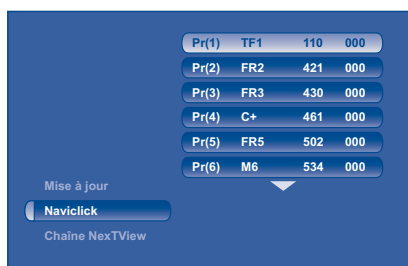 Pr(1) TF1 110 000
Pr(2) FR2 421 000
Pr(3) FR3 430 000
Pr(4) C+ 461 000
Pr(5) FR5 502 000
Pr(6) M6 534 000
Mise à jour
Naviclick
Chaîne NexTView